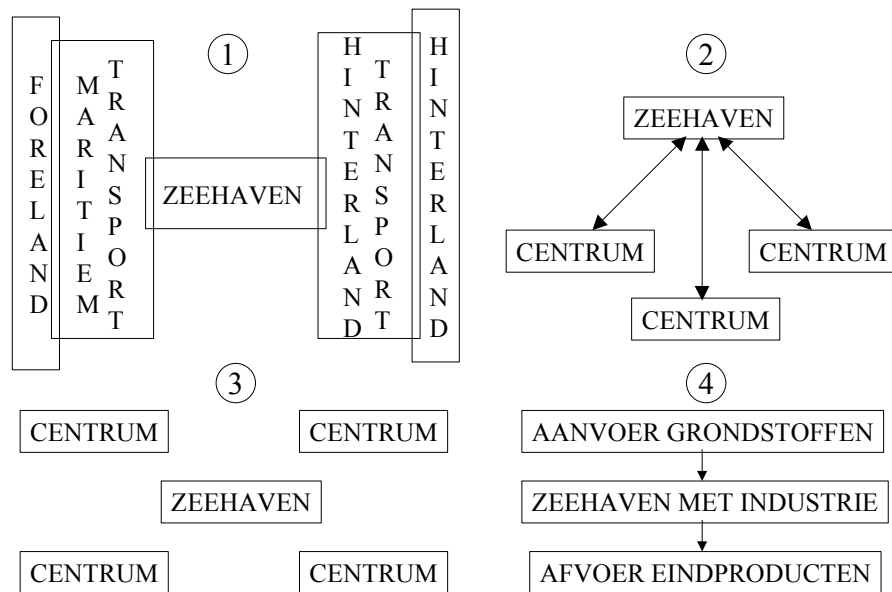 1
FORELAND
MARITIEM
TRANSPORT
ZEEHAVEN
HINTERLAND
TRANSPORT
HINTERLAND
2
ZEEHAVEN
CENTRUM
CENTRUM
CENTRUM
3
CENTRUM
CENTRUM
ZEEHAVEN
CENTRUM
CENTRUM
4
AANVOER GRONDSTOFFEN
ZEEHAVEN MET INDUSTRIE
AFVOER EINDPRODUCTEN